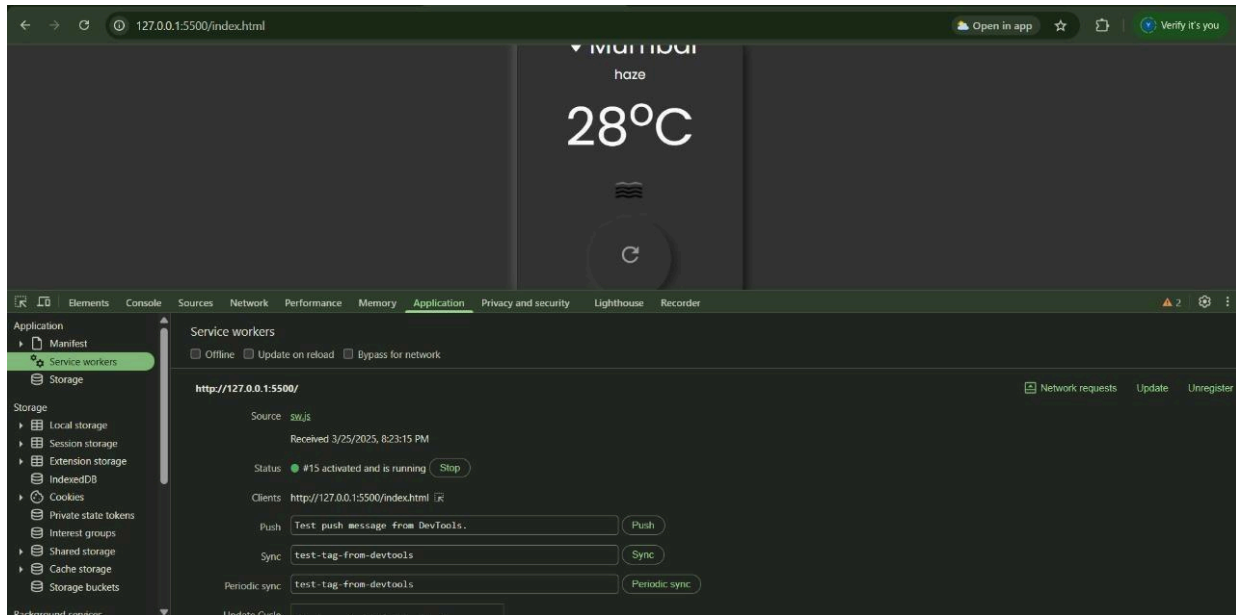 127.0.0.1:5500/index.html Open in app Verify it's you
Mumbai
haze
28°C
Elements Console Sources Network Performance Memory Application Privacy and security Lighthouse Recorder 2
Application
Manifest
Service workers
Storage
Storage
Local storage
Session storage
Extension storage
IndexedDB
Cookies
Private state tokens
Interest groups
Shared storage
Cache storage
Storage buckets
Background services
Service workers
Offline Update on reload Bypass for network
http://127.0.0.1:5500/ Network requests Update Unregister
Source sw.js
Received 3/25/2025, 8:23:15 PM
Status #15 activated and is running Stop
Clients http://127.0.0.1:5500/index.html
Push Test push message from DevTools. Push
Sync test-tag-from-devtools Sync
Periodic sync test-tag-from-devtools Periodic sync
Update Cycle